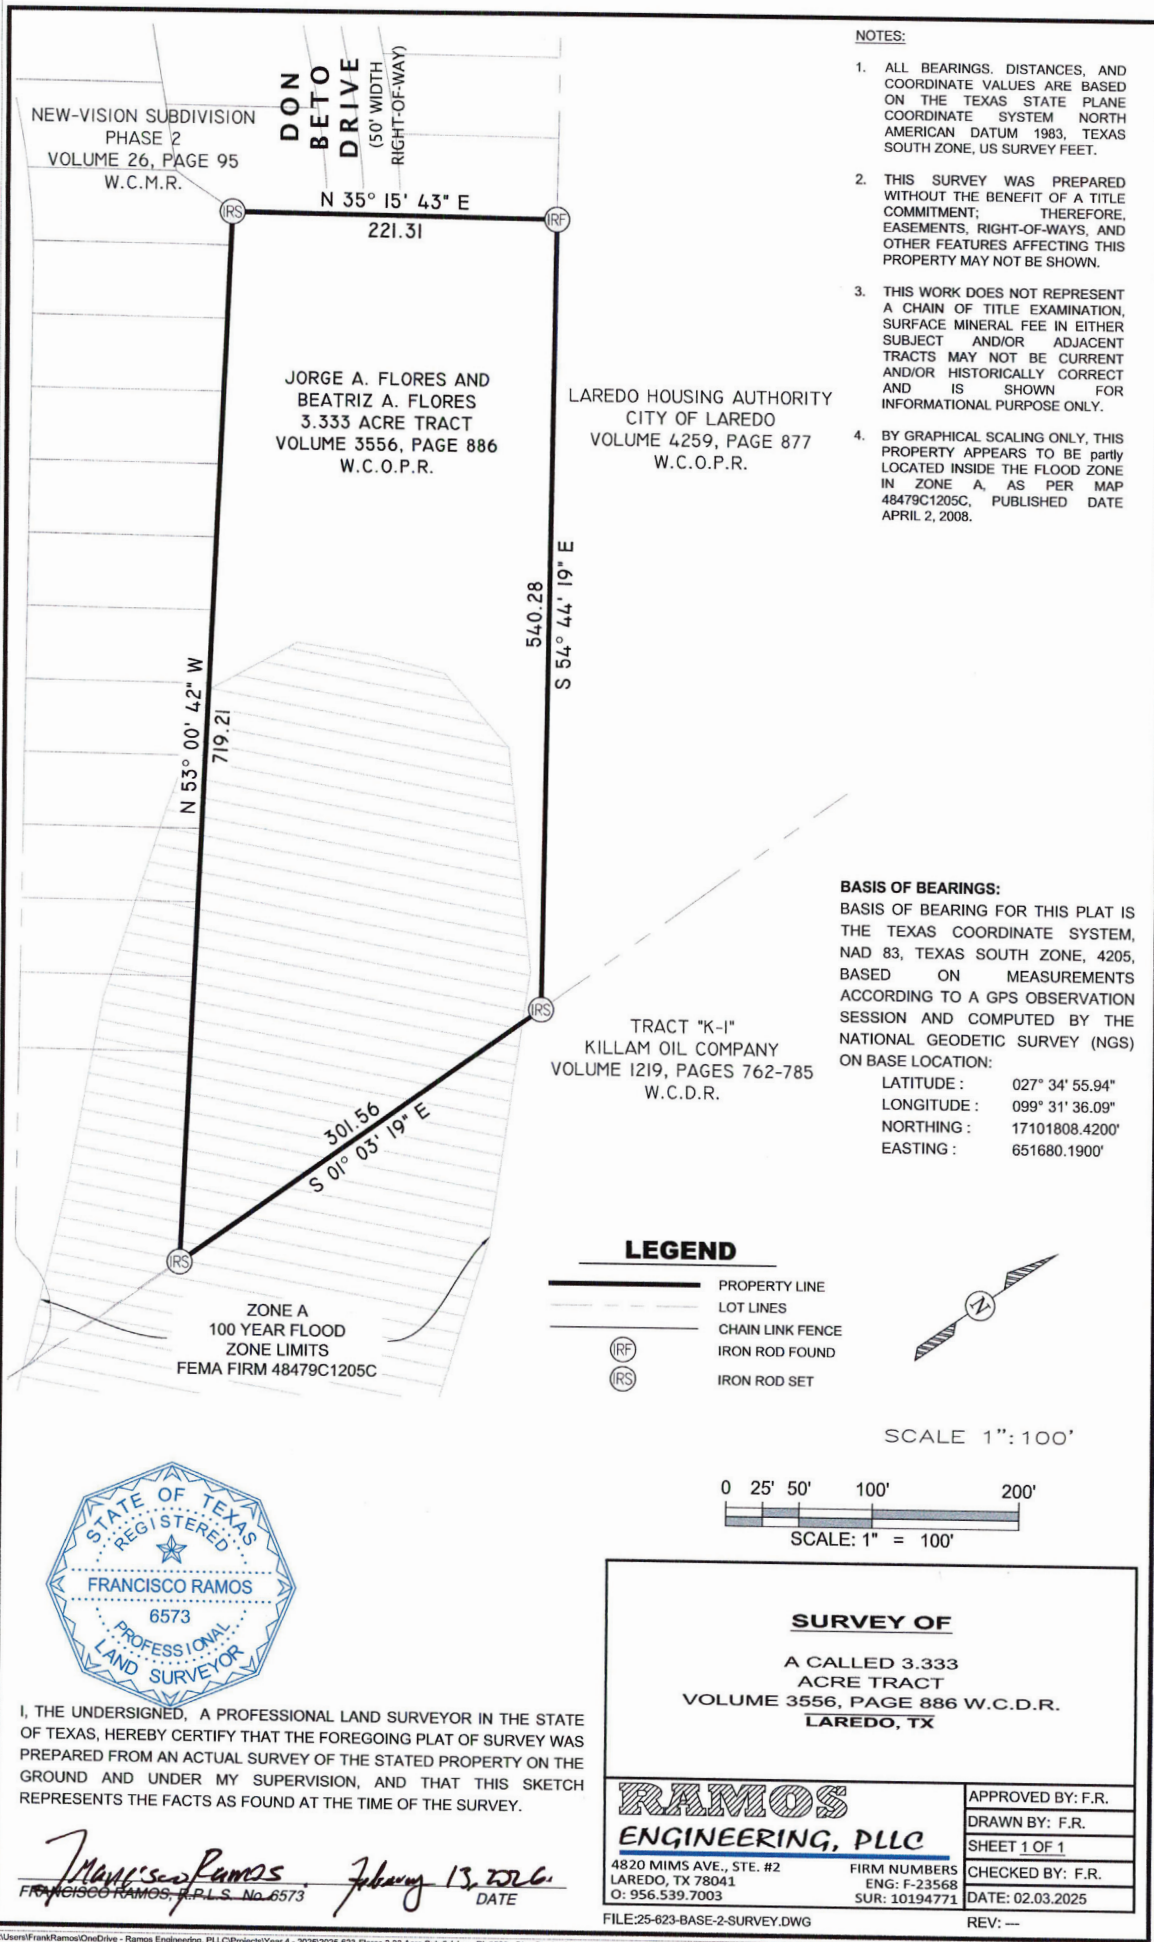 NEW-VISION SUBDIVISION
PHASE 2
VOLUME 26, PAGE 95
W.C.M.R.
DON
BETO
DRIVE
(50' WIDTH
RIGHT-OF-WAY)
IRS
N 35° 15' 43" E
221.31
IRF
JORGE A. FLORES AND
BEATRIZ A. FLORES
3.333 ACRE TRACT
VOLUME 3556, PAGE 886
W.C.O.P.R.
LAREDO HOUSING AUTHORITY
CITY OF LAREDO
VOLUME 4259, PAGE 877
W.C.O.P.R.
540.28
S 54° 44' 19" E
N 53° 00' 42" W
719.21
IRS
301.56
S 01° 03' 19" E
IRS
TRACT "K-1"
KILLAM OIL COMPANY
VOLUME 1219, PAGES 762-785
W.C.D.R.
ZONE A
100 YEAR FLOOD
ZONE LIMITS
FEMA FIRM 48479C1205C
NOTES:
1. ALL BEARINGS. DISTANCES, AND
COORDINATE VALUES ARE BASED
ON THE TEXAS STATE PLANE
COORDINATE SYSTEM NORTH
AMERICAN DATUM 1983, TEXAS
SOUTH ZONE, US SURVEY FEET.
2. THIS SURVEY WAS PREPARED
WITHOUT THE BENEFIT OF A TITLE
COMMITMENT; THEREFORE,
EASEMENTS, RIGHT-OF-WAYS, AND
OTHER FEATURES AFFECTING THIS
PROPERTY MAY NOT BE SHOWN.
3. THIS WORK DOES NOT REPRESENT
A CHAIN OF TITLE EXAMINATION,
SURFACE MINERAL FEE IN EITHER
SUBJECT AND/OR ADJACENT
TRACTS MAY NOT BE CURRENT
AND/OR HISTORICALLY CORRECT
AND IS SHOWN FOR
INFORMATIONAL PURPOSE ONLY.
4. BY GRAPHICAL SCALING ONLY, THIS
PROPERTY APPEARS TO BE partly
LOCATED INSIDE THE FLOOD ZONE
IN ZONE A, AS PER MAP
48479C1205C, PUBLISHED DATE
APRIL 2, 2008.
BASIS OF BEARINGS:
BASIS OF BEARING FOR THIS PLAT IS
THE TEXAS COORDINATE SYSTEM,
NAD 83, TEXAS SOUTH ZONE, 4205,
BASED ON MEASUREMENTS
ACCORDING TO A GPS OBSERVATION
SESSION AND COMPUTED BY THE
NATIONAL GEODETIC SURVEY (NGS)
ON BASE LOCATION:
LATITUDE : 027° 34' 55.94"
LONGITUDE : 099° 31' 36.09"
NORTHING : 17101808.4200'
EASTING : 651680.1900'
LEGEND
PROPERTY LINE
LOT LINES
CHAIN LINK FENCE
IRF IRON ROD FOUND
IRS IRON ROD SET
N
SCALE 1":100'
0 25' 50' 100' 200'
SCALE: 1" = 100'
STATE OF TEXAS
REGISTERED
FRANCISCO RAMOS
6573
PROFESSIONAL
LAND SURVEYOR
I, THE UNDERSIGNED, A PROFESSIONAL LAND SURVEYOR IN THE STATE
OF TEXAS, HEREBY CERTIFY THAT THE FOREGOING PLAT OF SURVEY WAS
PREPARED FROM AN ACTUAL SURVEY OF THE STATED PROPERTY ON THE
GROUND AND UNDER MY SUPERVISION, AND THAT THIS SKETCH
REPRESENTS THE FACTS AS FOUND AT THE TIME OF THE SURVEY.
Francisco Ramos. February 13, 2026.
FRANCISCO RAMOS, R.P.L.S. No. 6573 DATE
SURVEY OF
A CALLED 3.333
ACRE TRACT
VOLUME 3556, PAGE 886 W.C.D.R.
LAREDO, TX
RAMOS
ENGINEERING, PLLC
4820 MIMS AVE., STE. #2
LAREDO, TX 78041
O: 956.539.7003
FIRM NUMBERS
ENG: F-23568
SUR: 10194771
APPROVED BY: F.R.
DRAWN BY: F.R.
SHEET 1 OF 1
CHECKED BY: F.R.
DATE: 02.03.2025
FILE:25-623-BASE-2-SURVEY.DWG
REV: ---